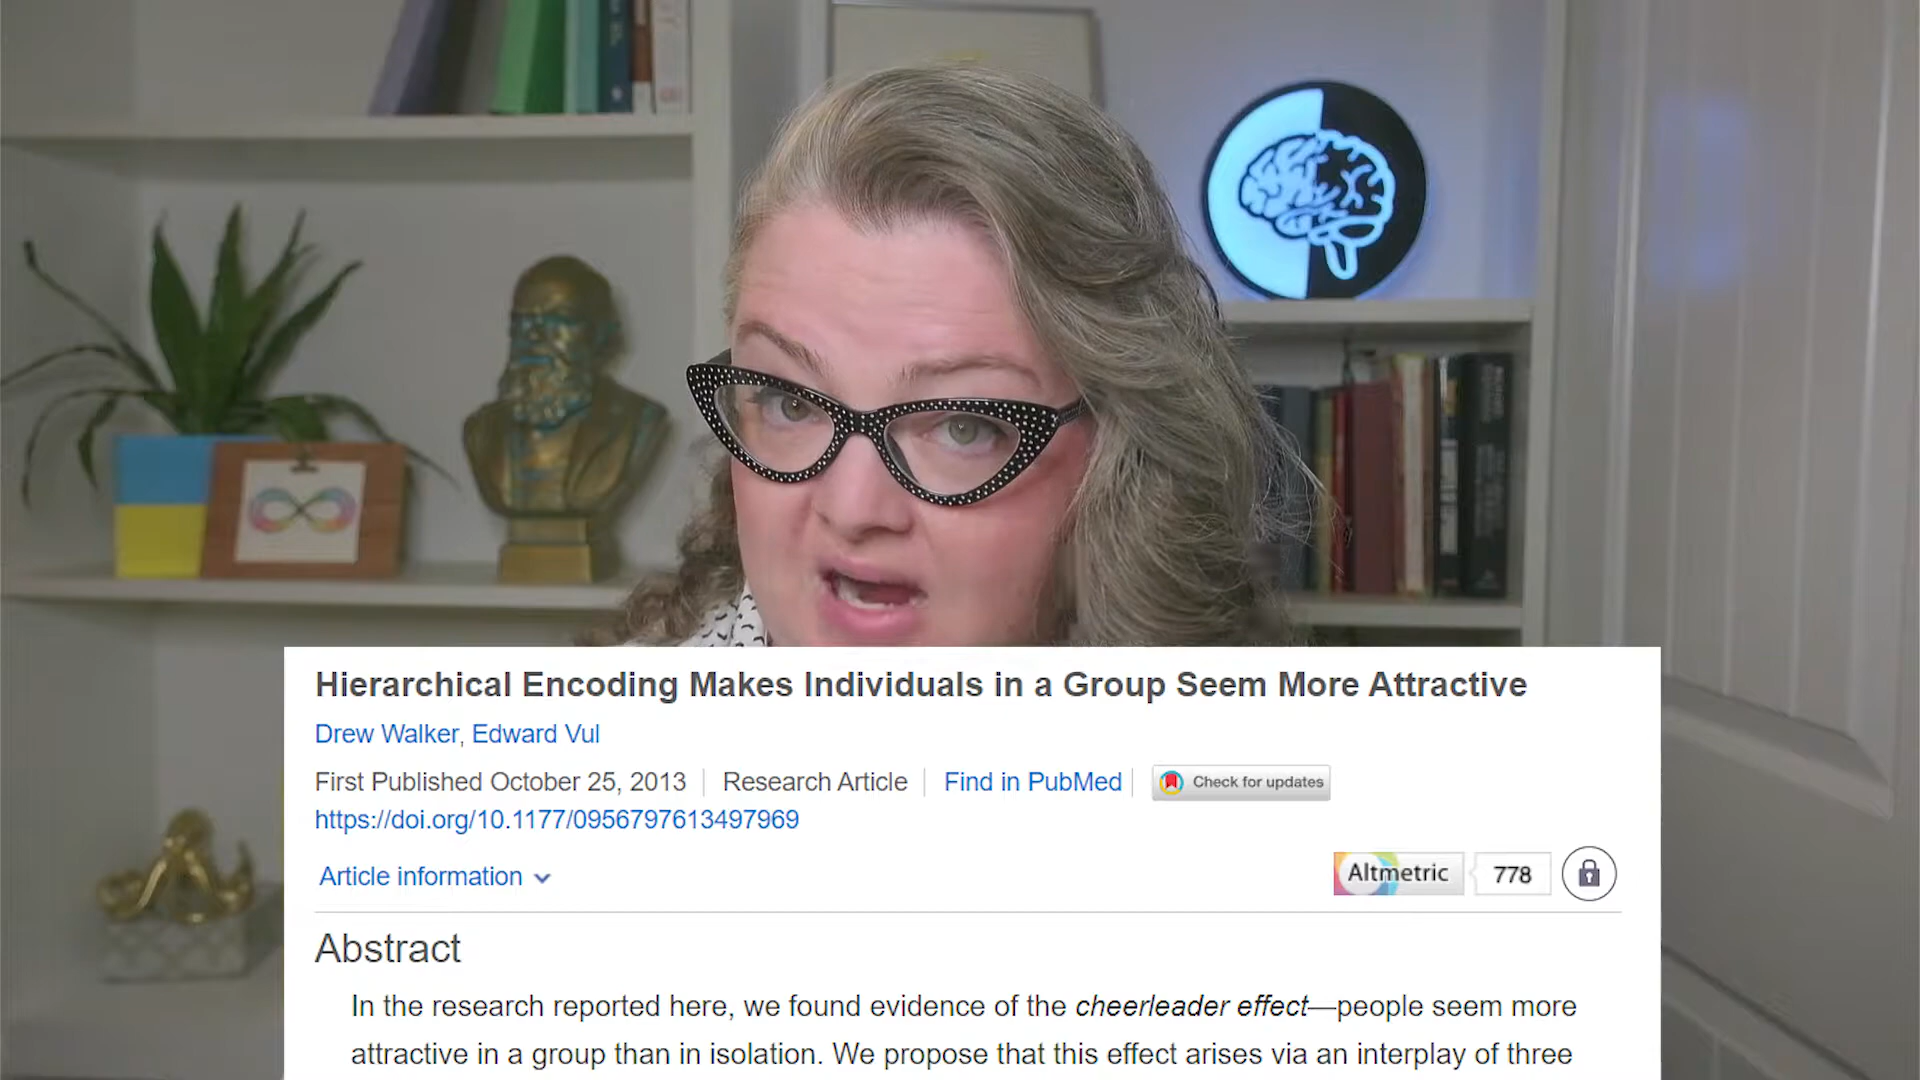 Hierarchical Encoding Makes Individuals in a Group Seem More Attractive
Drew Walker, Edward Vul
First Published October 25, 2013 | Research Article | Find in PubMed | Check for updates
https://doi.org/10.1177/0956797613497969
Article information
Altmetric 778
Abstract
In the research reported here, we found evidence of the cheerleader effect—people seem more
attractive in a group than in isolation. We propose that this effect arises via an interplay of three